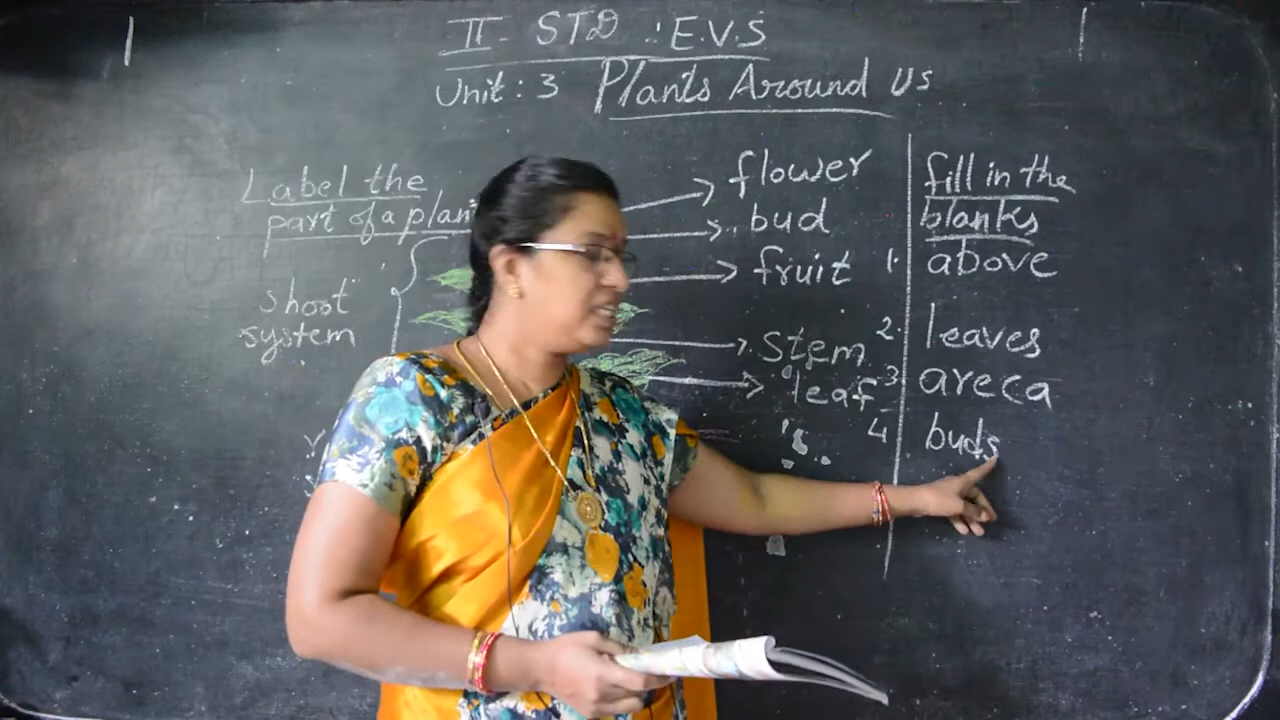 II - STD : E.V.S
Unit : 3 Plants Around Us
Label the
part of a plan
shoot
system
flower
bud
fruit
stem
leaf
fill in the
blanks
1. above
2. leaves
3 areca
4 buds